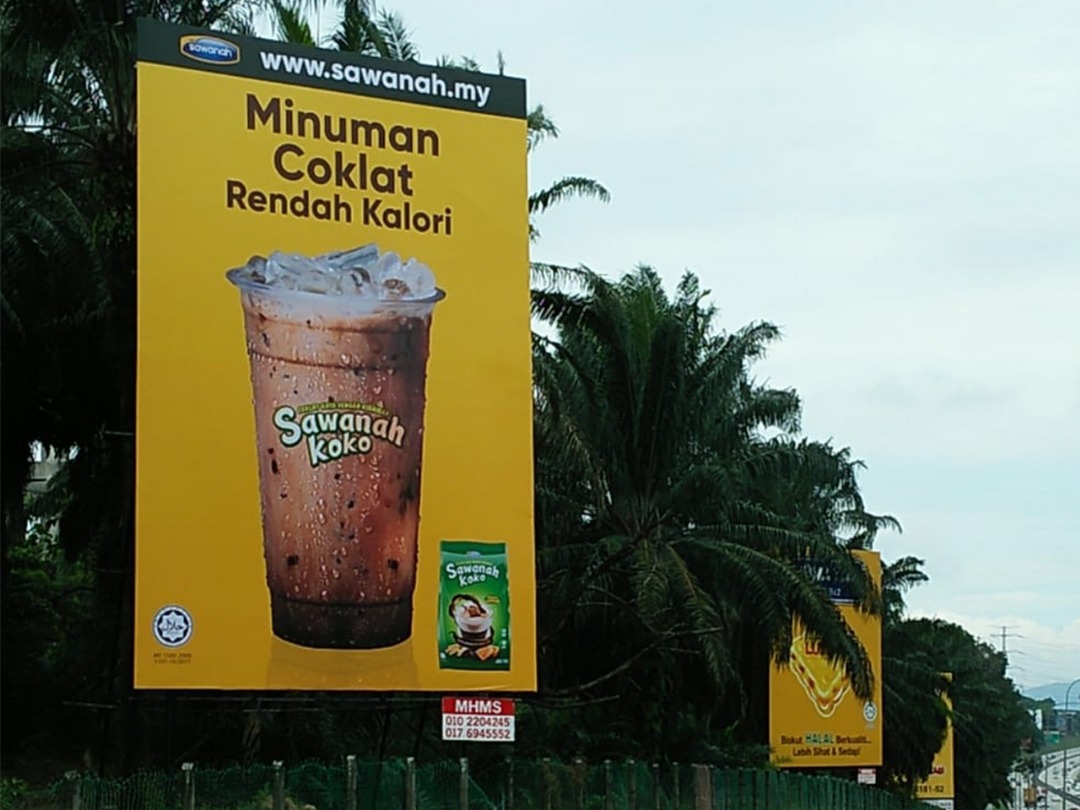 sawanah
www.sawanah.my
Minuman
Coklat
Rendah Kalori
Sawanah
koko
Sawanah
koko
MHMS
010 2204245
017 6945552
Biskut HALAL Berkualiti...
Lebih Sihat & Sedap!